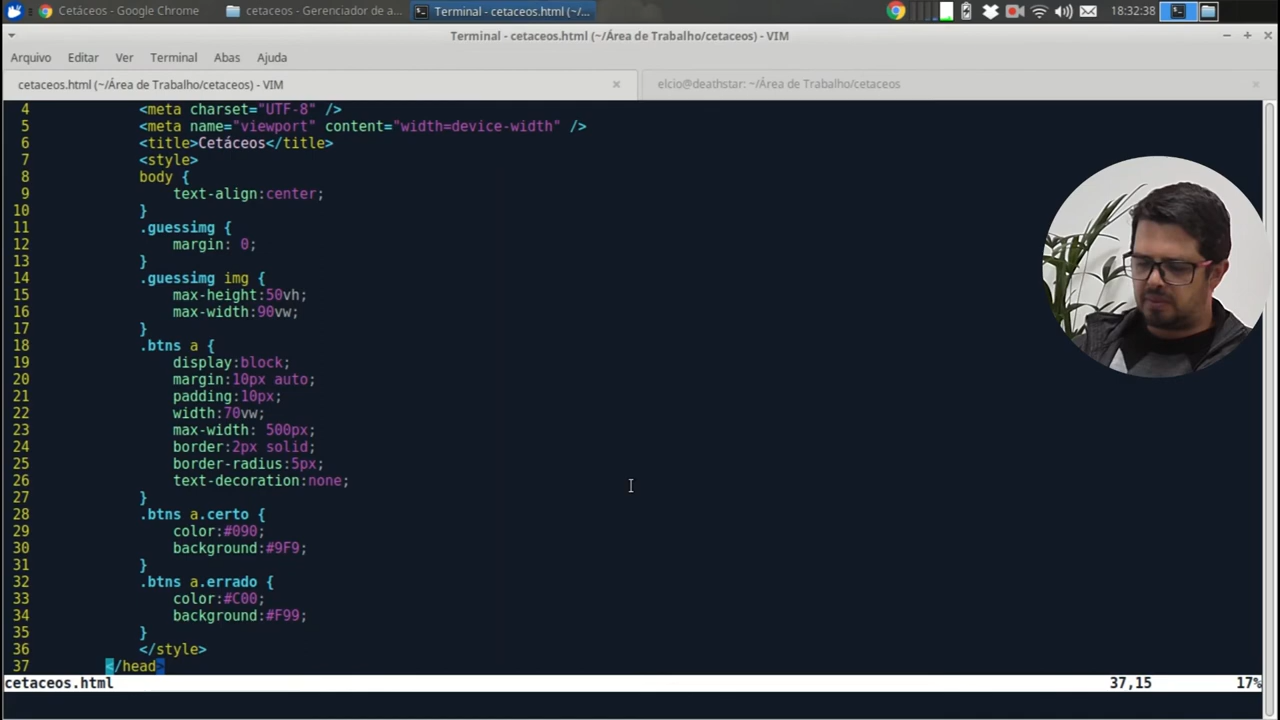 Cetáceos - Google Chrome
cetaceos - Gerenciador de a...
Terminal - cetaceos.html (~/...
18:32:38
Terminal - cetaceos.html (~/Área de Trabalho/cetaceos) - VIM
Arquivo Editar Ver Terminal Abas Ajuda
cetaceos.html (~/Área de Trabalho/cetaceos) - VIM
elcio@deathstar: ~/Área de Trabalho/cetaceos
4 <meta charset="UTF-8" />
5 <meta name="viewport" content="width=device-width" />
6 <title>Cetáceos</title>
7 <style>
8 body {
9 text-align:center;
10 }
11 .guessimg {
12 margin: 0;
13 }
14 .guessimg img {
15 max-height:50vh;
16 max-width:90vw;
17 }
18 .btns a {
19 display:block;
20 margin:10px auto;
21 padding:10px;
22 width:70vw;
23 max-width: 500px;
24 border:2px solid;
25 border-radius:5px;
26 text-decoration:none;
27 }
28 .btns a.certo {
29 color:#090;
30 background:#9F9;
31 }
32 .btns a.errado {
33 color:#C00;
34 background:#F99;
35 }
36 </style>
37 </head>
cetaceos.html 37,15 17%